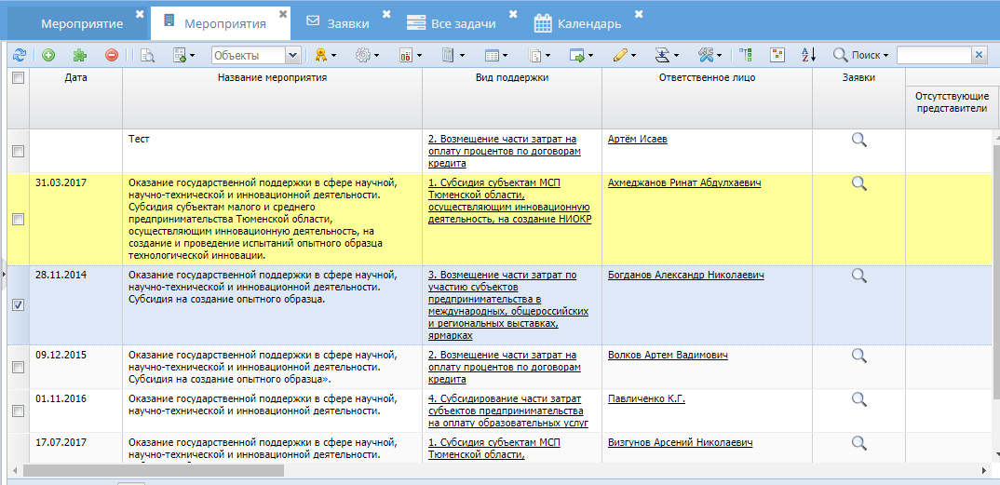 Мероприятие
Мероприятия
Заявки
Все задачи
Календарь
Объекты
Поиск
Дата
Название мероприятия
Вид поддержки
Ответственное лицо
Заявки
Отсутствующие
представители
Тест
2. Возмещение части затрат на
оплату процентов по договорам
кредита
Артём Исаев
31.03.2017
Оказание государственной поддержки в сфере научной,
научно-технической и инновационной деятельности.
Субсидия субъектам малого и среднего
предпринимательства Тюменской области,
осуществляющим инновационную деятельность, на
создание и проведение испытаний опытного образца
технологической инновации.
1. Субсидия субъектам МСП
Тюменской области,
осуществляющим инновационную
деятельность, на создание НИОКР
Ахмеджанов Ринат Абдулхаевич
28.11.2014
Оказание государственной поддержки в сфере научной,
научно-технической и инновационной деятельности.
Субсидия на создание опытного образца.
3. Возмещение части затрат по
участию субъектов
предпринимательства в
международных, общероссийских
и региональных выставках,
ярмарках
Богданов Александр Николаевич
09.12.2015
Оказание государственной поддержки в сфере научной,
научно-технической и инновационной деятельности.
Субсидия на создание опытного образца».
2. Возмещение части затрат на
оплату процентов по договорам
кредита
Волков Артем Вадимович
01.11.2016
Оказание государственной поддержки в сфере научной,
научно-технической и инновационной деятельности.
4. Субсидирование части затрат
субъектов предпринимательства
на оплату образовательных услуг
Павличенко К.Г.
17.07.2017
Оказание государственной поддержки в сфере научной,
научно-технической и инновационной деятельности.
1. Субсидия субъектам МСП
Тюменской области,
Визгунов Арсений Николаевич